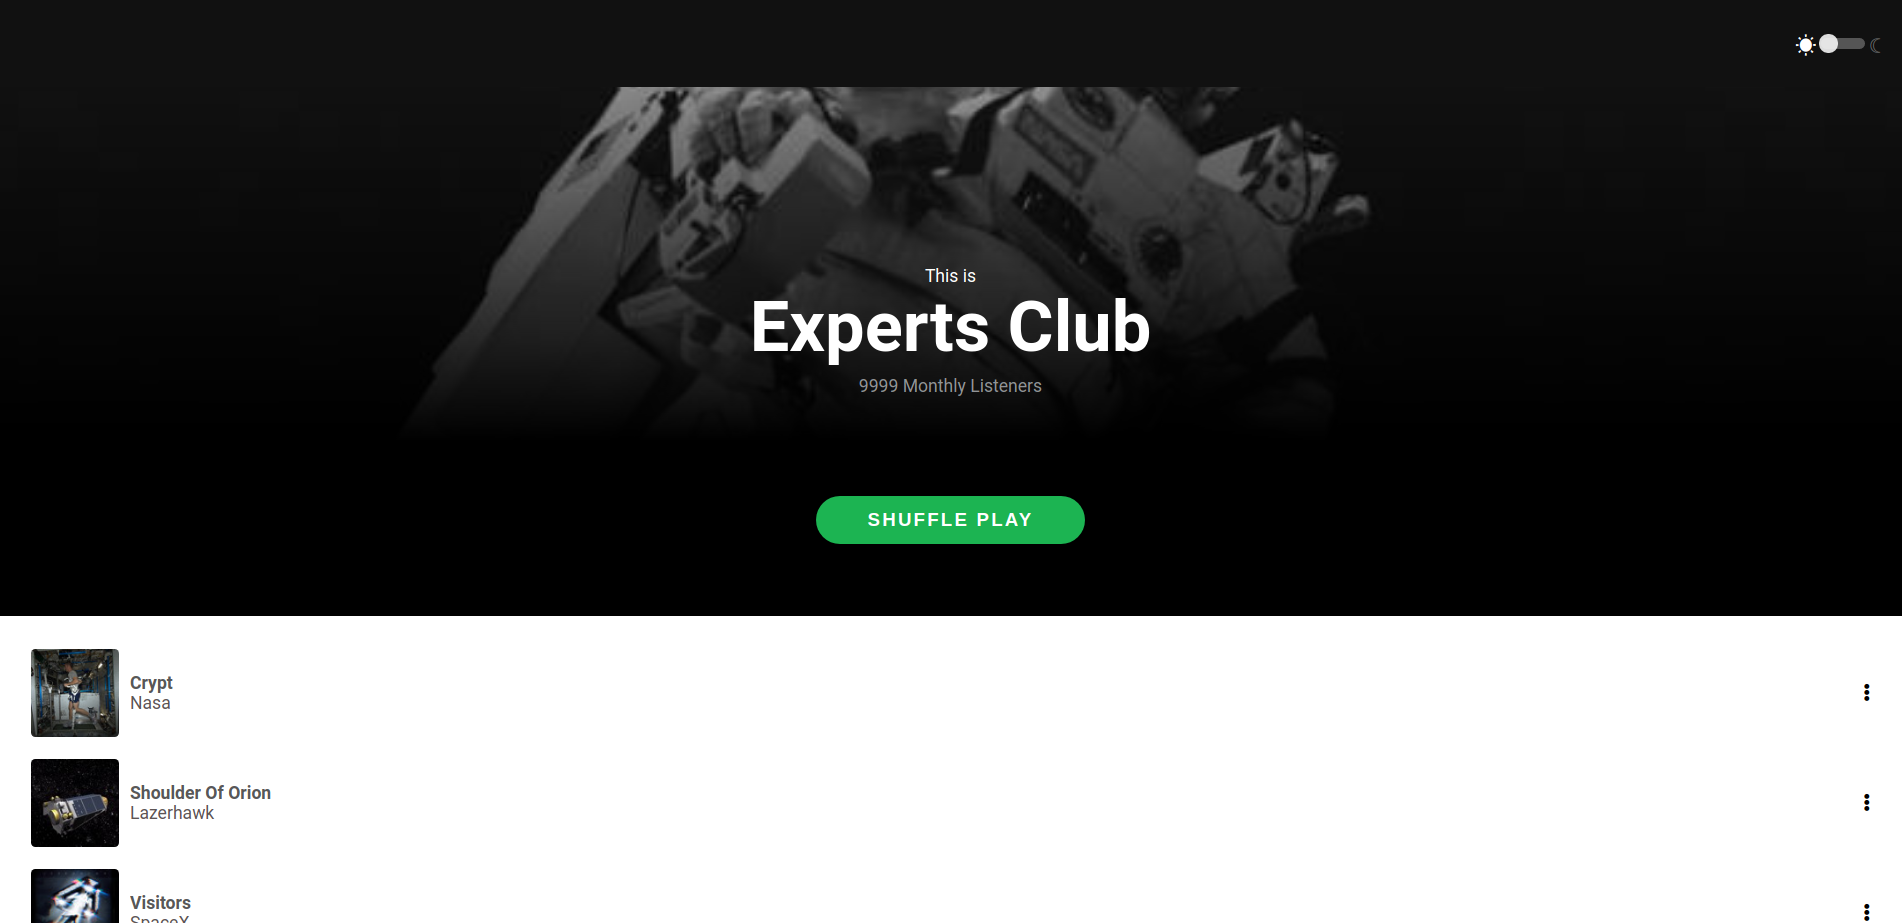 This is
Experts Club
9999 Monthly Listeners
SHUFFLE PLAY
Crypt
Nasa
Shoulder Of Orion
Lazerhawk
Visitors
SpaceX